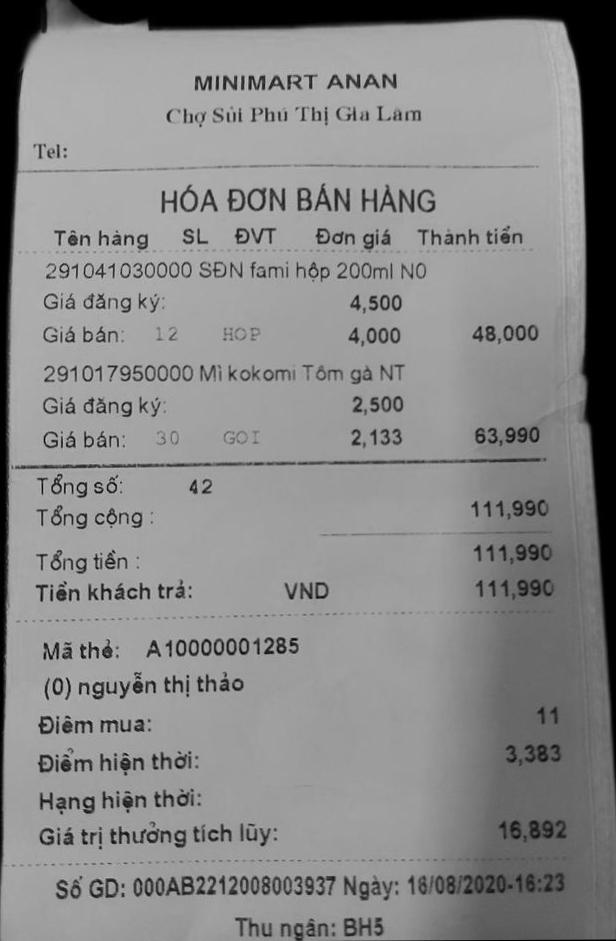 MINIMART ANAN
Chợ Sủi Phú Thị Gia Lâm
Tel:
HÓA ĐƠN BÁN HÀNG
Tên hàng SL ĐVT Đơn giá Thành tiền
291041030000 SĐN fami hộp 200ml N0
Giá đăng ký: 4,500
Giá bán: 12 HOP 4,000 48,000
291017950000 Mì kokomi Tôm gà NT
Giá đăng ký: 2,500
Giá bán: 30 GOI 2,133 63,990
Tổng số: 42
Tổng cộng : 111,990
Tổng tiền : 111,990
Tiền khách trả: VND 111,990
Mã thẻ: A10000001285
(0) nguyễn thị thảo
Điểm mua: 11
Điểm hiện thời: 3,383
Hạng hiện thời:
Giá trị thưởng tích lũy: 16,892
Số GD: 000AB2212008003937 Ngày: 16/08/2020-16:23
Thu ngân: BH5